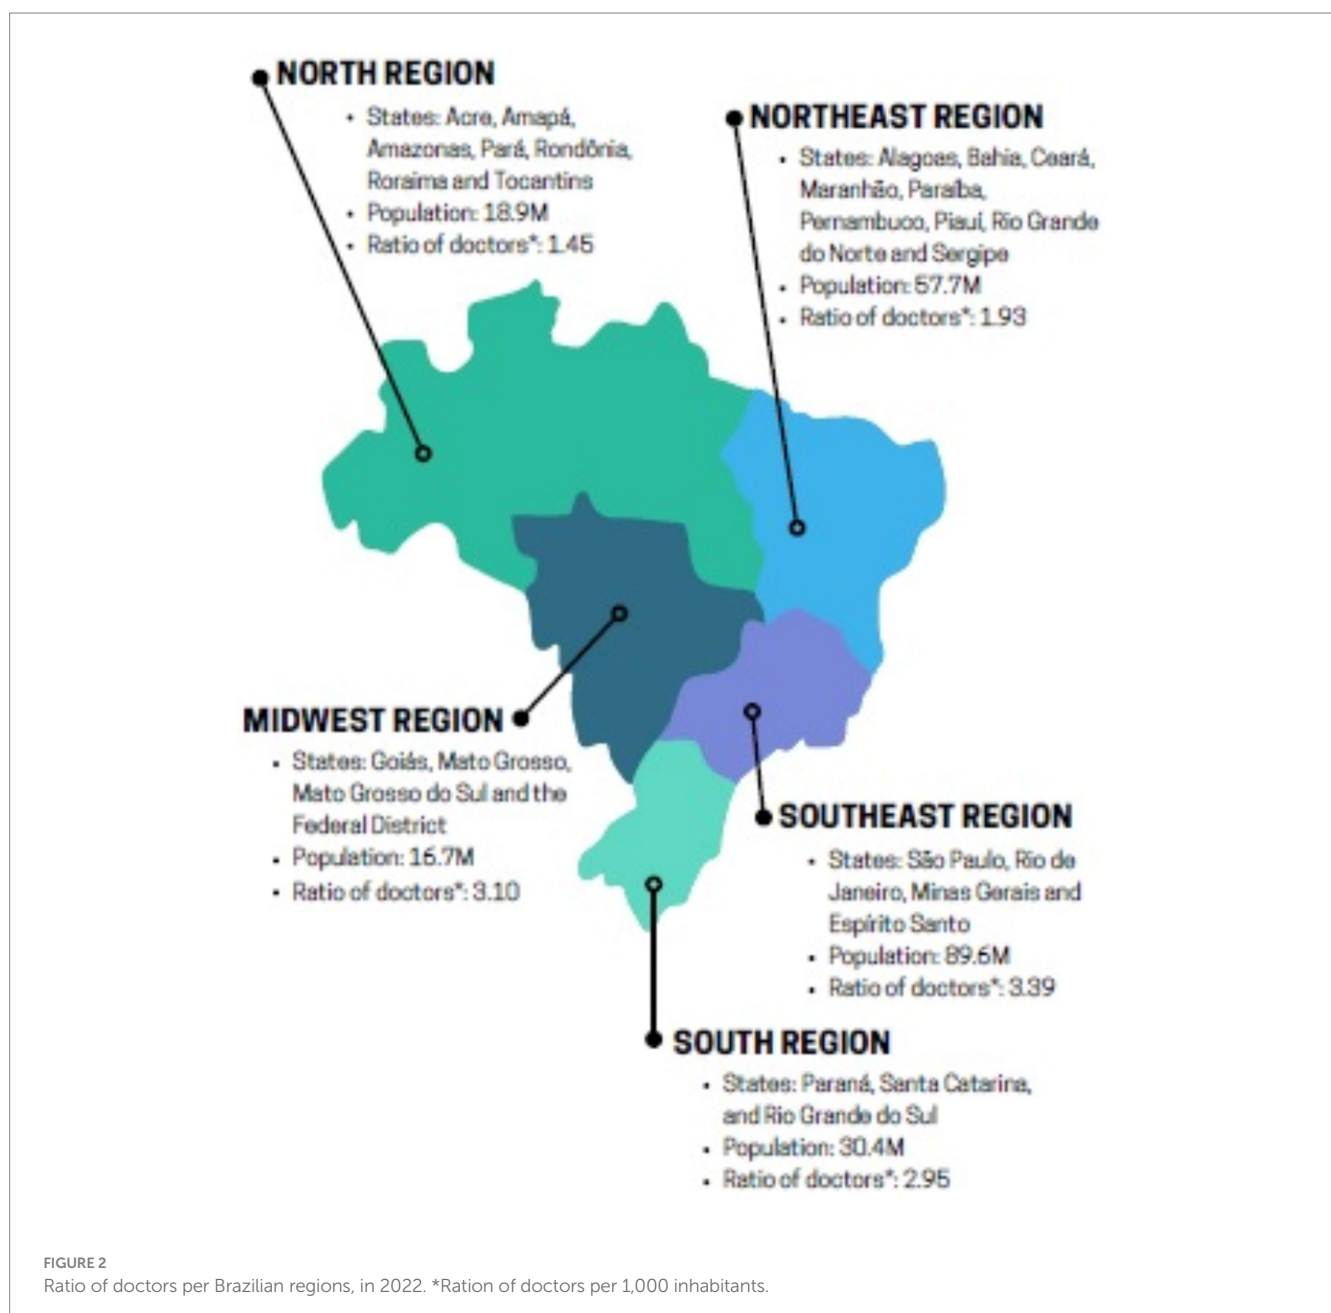 NORTH REGION
• States: Acre, Amapá,
Amazonas, Pará, Rondônia,
Roraima and Tocantins
• Population: 18.9M
• Ratio of doctors*: 1.45
NORTHEAST REGION
• States: Alagoas, Bahia, Ceará,
Maranhão, Paraíba,
Pernambuco, Piauí, Rio Grande
do Norte and Sergipe
• Population: 57.7M
• Ratio of doctors*: 1.93
MIDWEST REGION
• States: Goiás, Mato Grosso,
Mato Grosso do Sul and the
Federal District
• Population: 16.7M
• Ratio of doctors*: 3.10
SOUTHEAST REGION
• States: São Paulo, Rio de
Janeiro, Minas Gerais and
Espírito Santo
• Population: 89.6M
• Ratio of doctors*: 3.39
SOUTH REGION
• States: Paraná, Santa Catarina,
and Rio Grande do Sul
• Population: 30.4M
• Ratio of doctors*: 2.95
FIGURE 2
Ratio of doctors per Brazilian regions, in 2022. *Ration of doctors per 1,000 inhabitants.